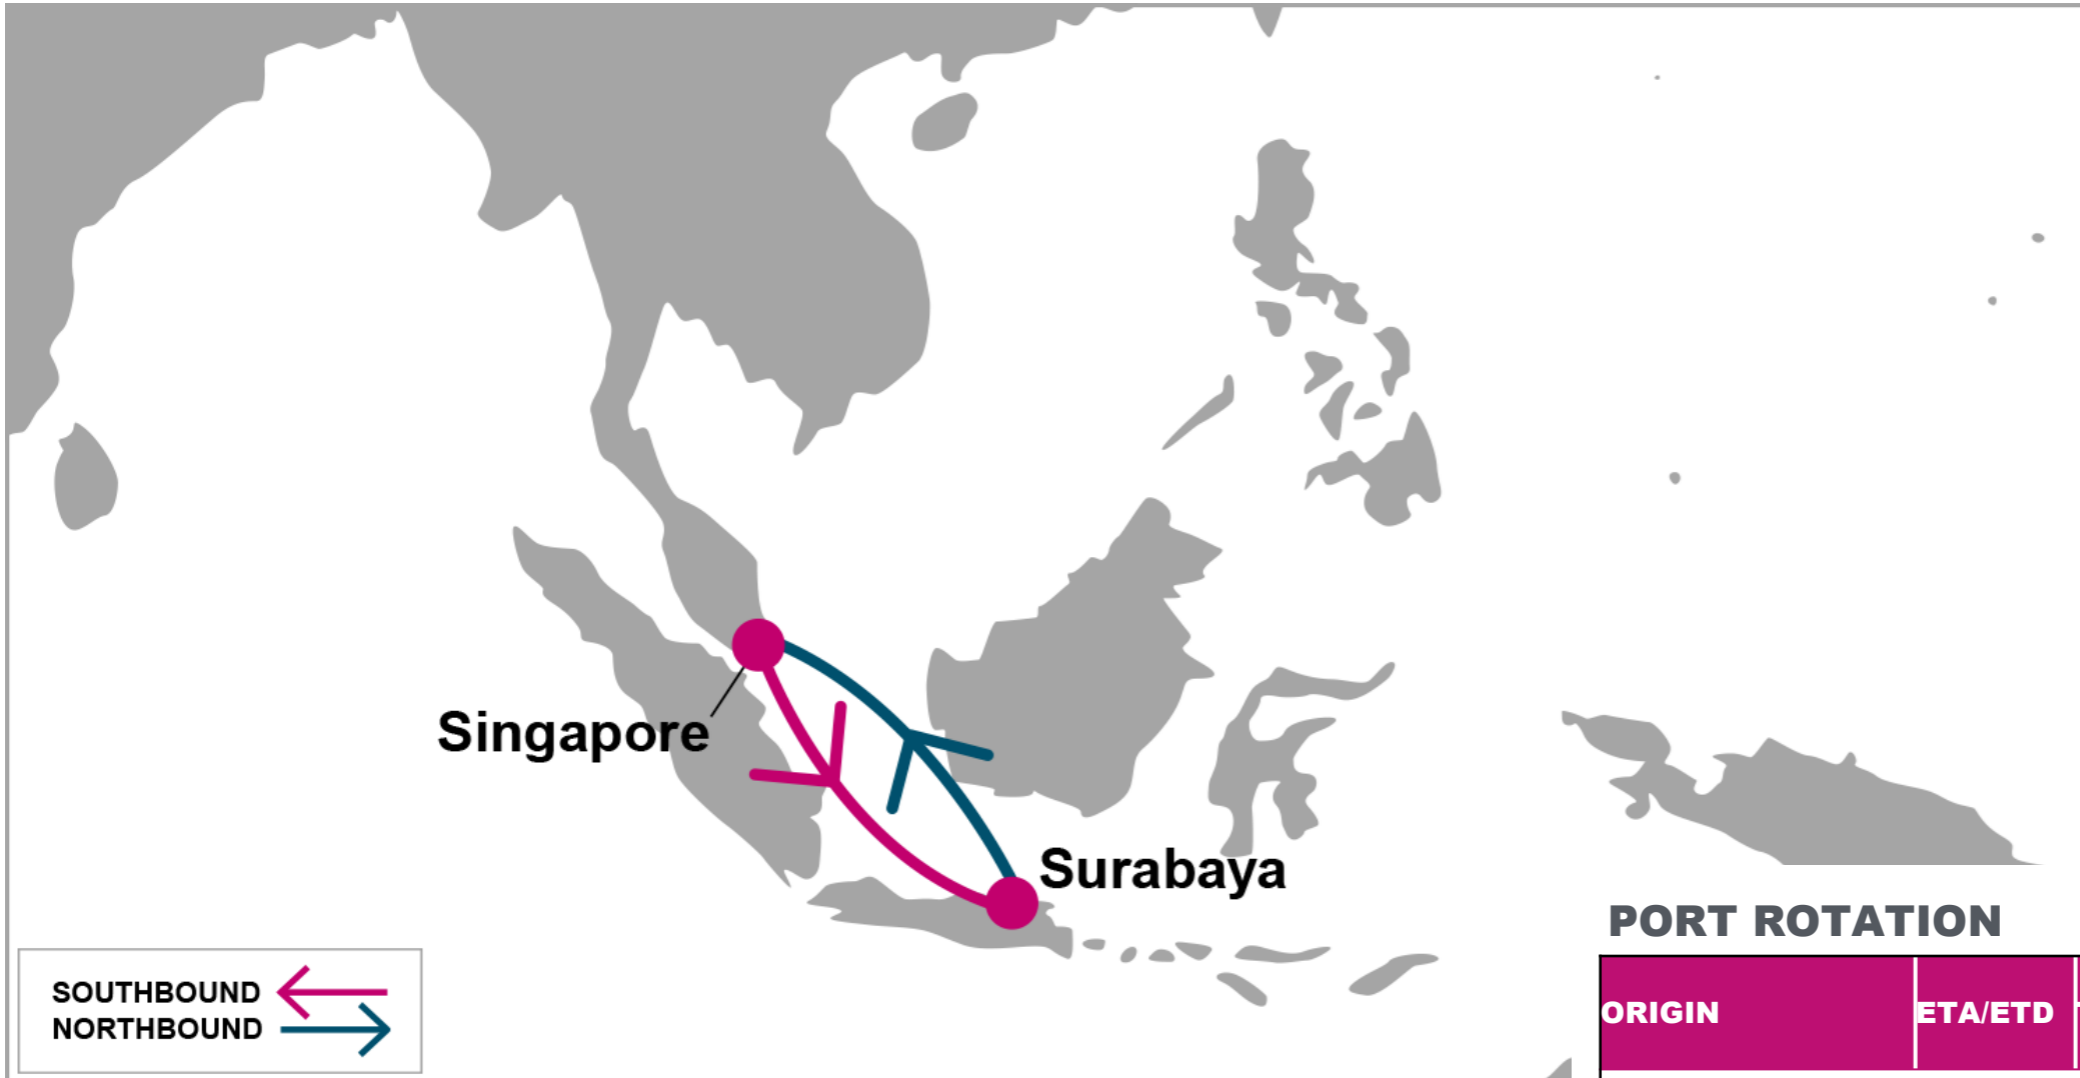 Singapore
Surabaya
SOUTHBOUND
NORTHBOUND
PORT ROTATION
ORIGIN ETA/ETD